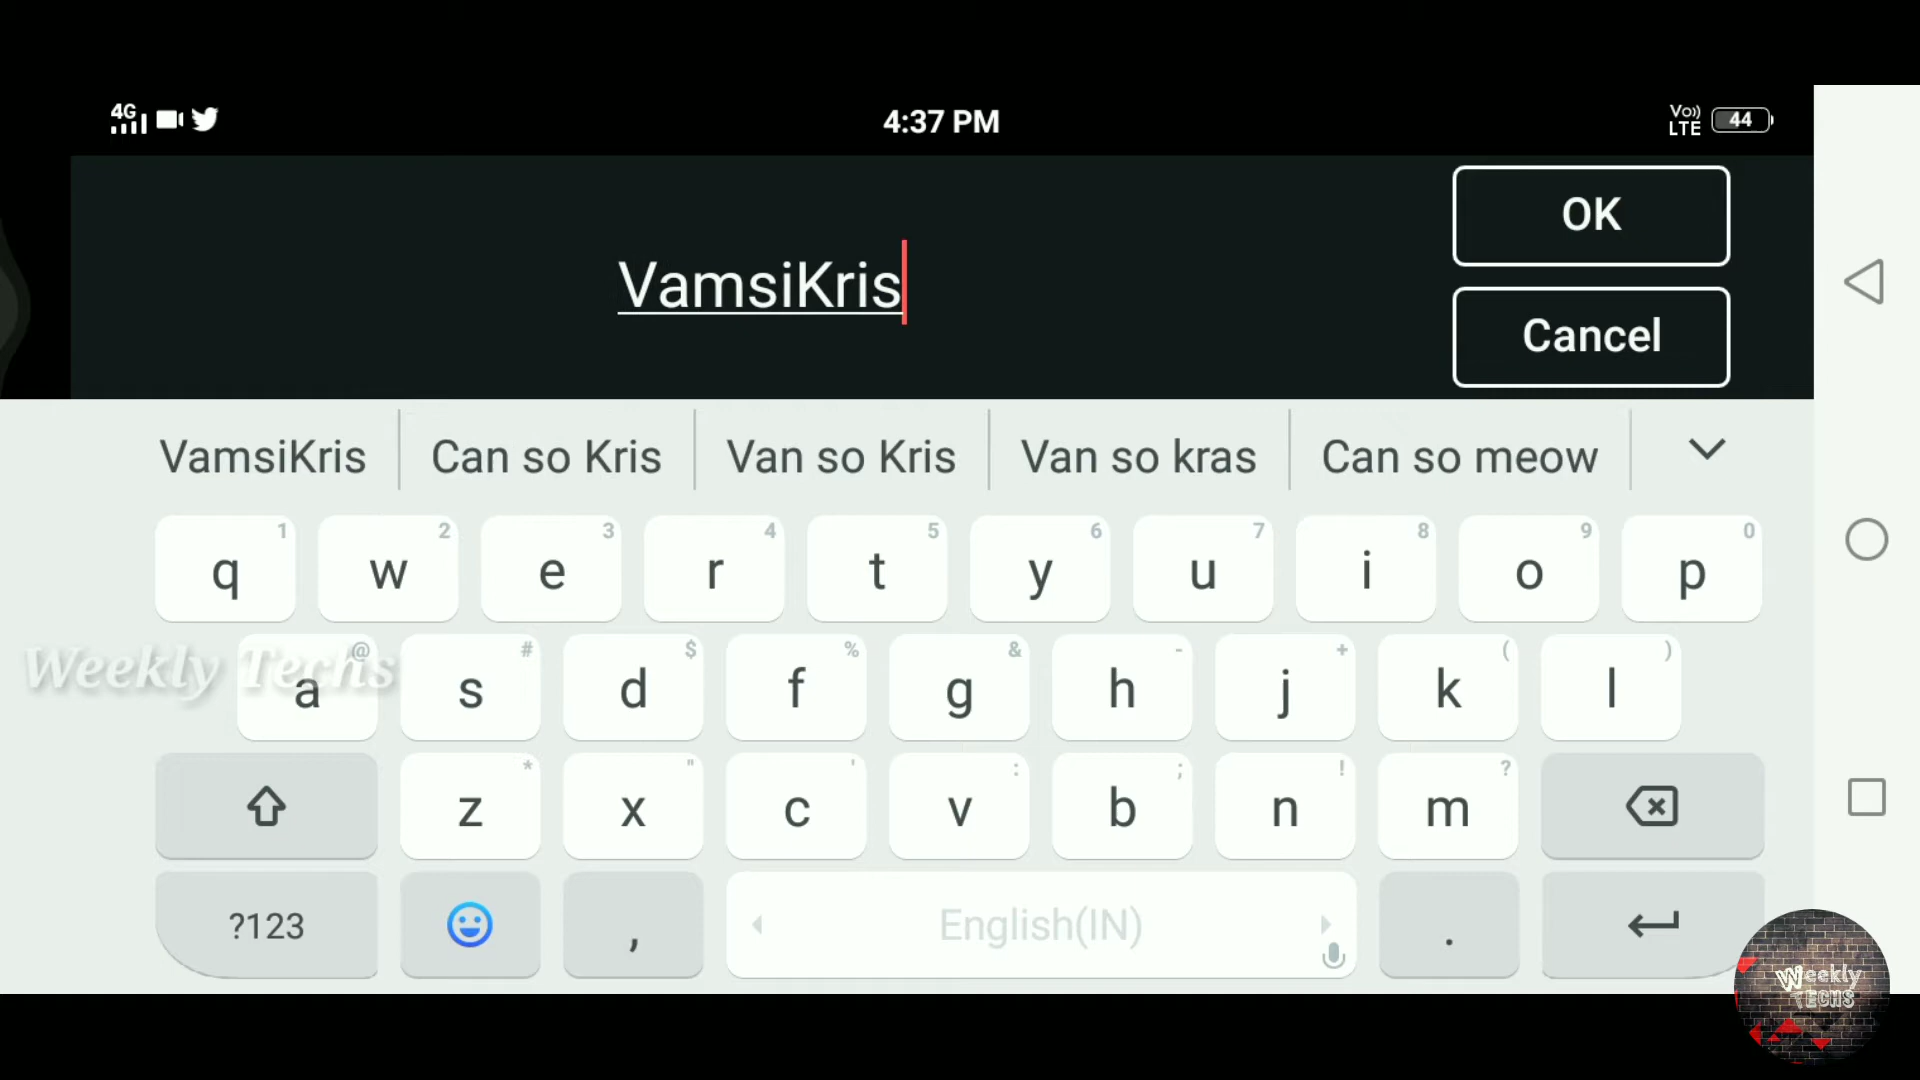 4G 4:37 PM Vo)) LTE 44
OK
VamsiKris
Cancel
VamsiKris Can so Kris Van so Kris Van so kras Can so meow
q 1 w 2 e 3 r 4 t 5 y 6 u 7 i 8 o 9 p 0
Weekly Techs
a @ s # d $ f % g & h - j + k ( l )
z * x " c ' v : b ; n ! m ?
?123 , English(IN) .
Weekly
TECHS